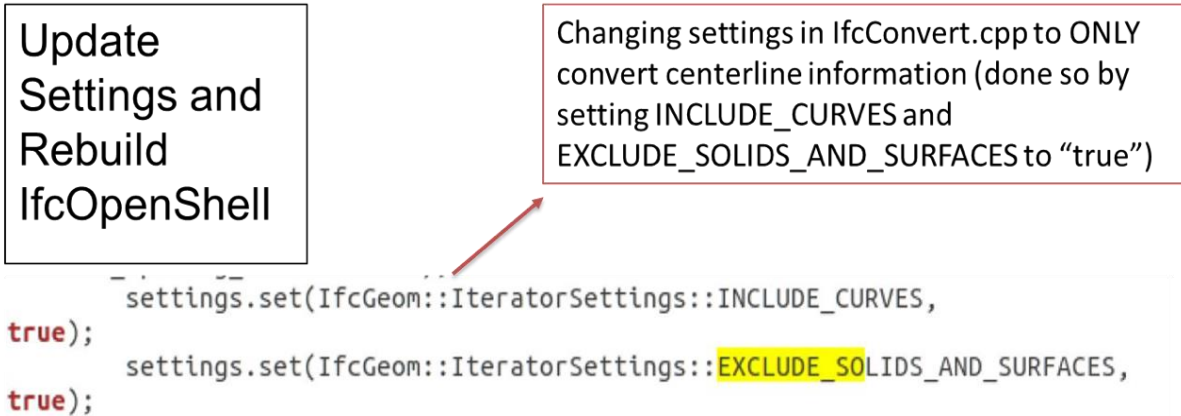 Update
Settings and
Rebuild
IfcOpenShell
Changing settings in IfcConvert.cpp to ONLY
convert centerline information (done so by
setting INCLUDE_CURVES and
EXCLUDE_SOLIDS_AND_SURFACES to “true”)
settings.set(IfcGeom::IteratorSettings::INCLUDE_CURVES,
true);
settings.set(IfcGeom::IteratorSettings::EXCLUDE_SOLIDS_AND_SURFACES,
true);